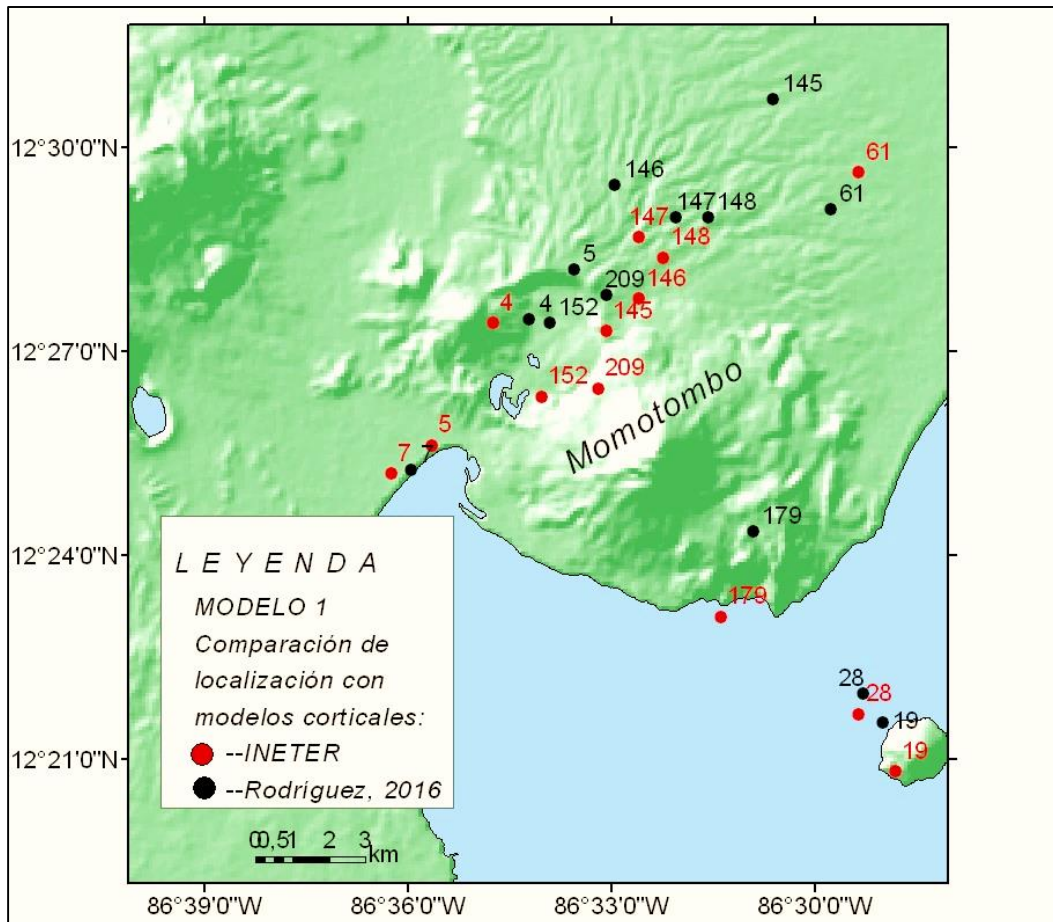 145
12°30'0"N
61
146
61
147
147 148
148
5
209
146
4
4
152
145
12°27'0"N
209
152
Momotombo
5
7
7
179
12°24'0"N
LEYENDA
MODELO 1
179
Comparación de
localización con
28
modelos corticales:
28
19
--INETER
19
12°21'0"N
--Rodríguez, 2016
0 0,5 1 2 3
km
86°39'0"W 86°36'0"W 86°33'0"W 86°30'0"W